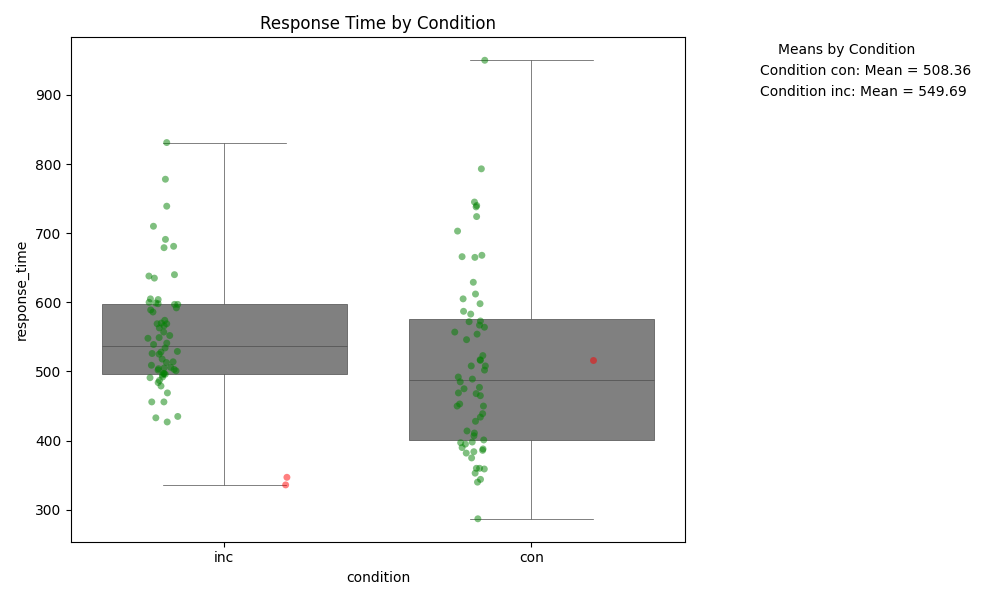 Response Time by Condition
Means by Condition
Condition con: Mean = 508.36
Condition inc: Mean = 549.69
response_time
900
800
700
600
500
400
300
inc
con
condition